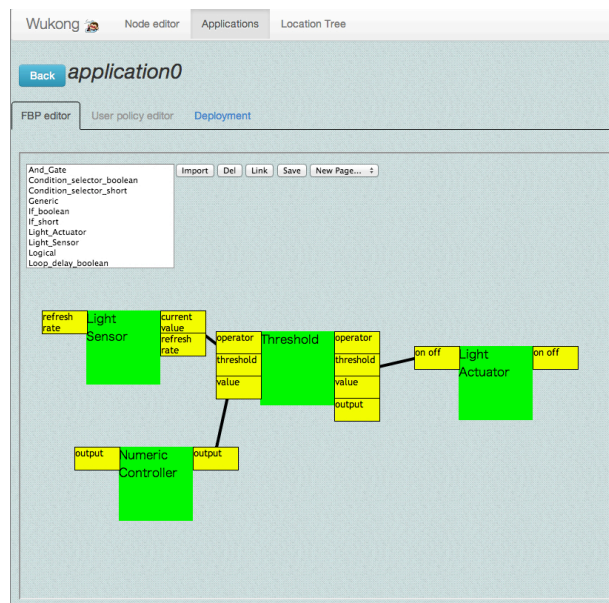 Wukong Node editor Applications Location Tree
Back application0
FBP editor User policy editor Deployment
And_Gate
Condition_selector_boolean
Condition_selector_short
Generic
If_boolean
If_short
Light_Actuator
Light_Sensor
Logical
Loop_delay_boolean
Import Del Link Save New Page...
refresh
rate
Light
Sensor
current
value
refresh
rate
operator
threshold
value
Threshold
operator
threshold
value
output
on off
Light
Actuator
on off
output
Numeric
Controller
output